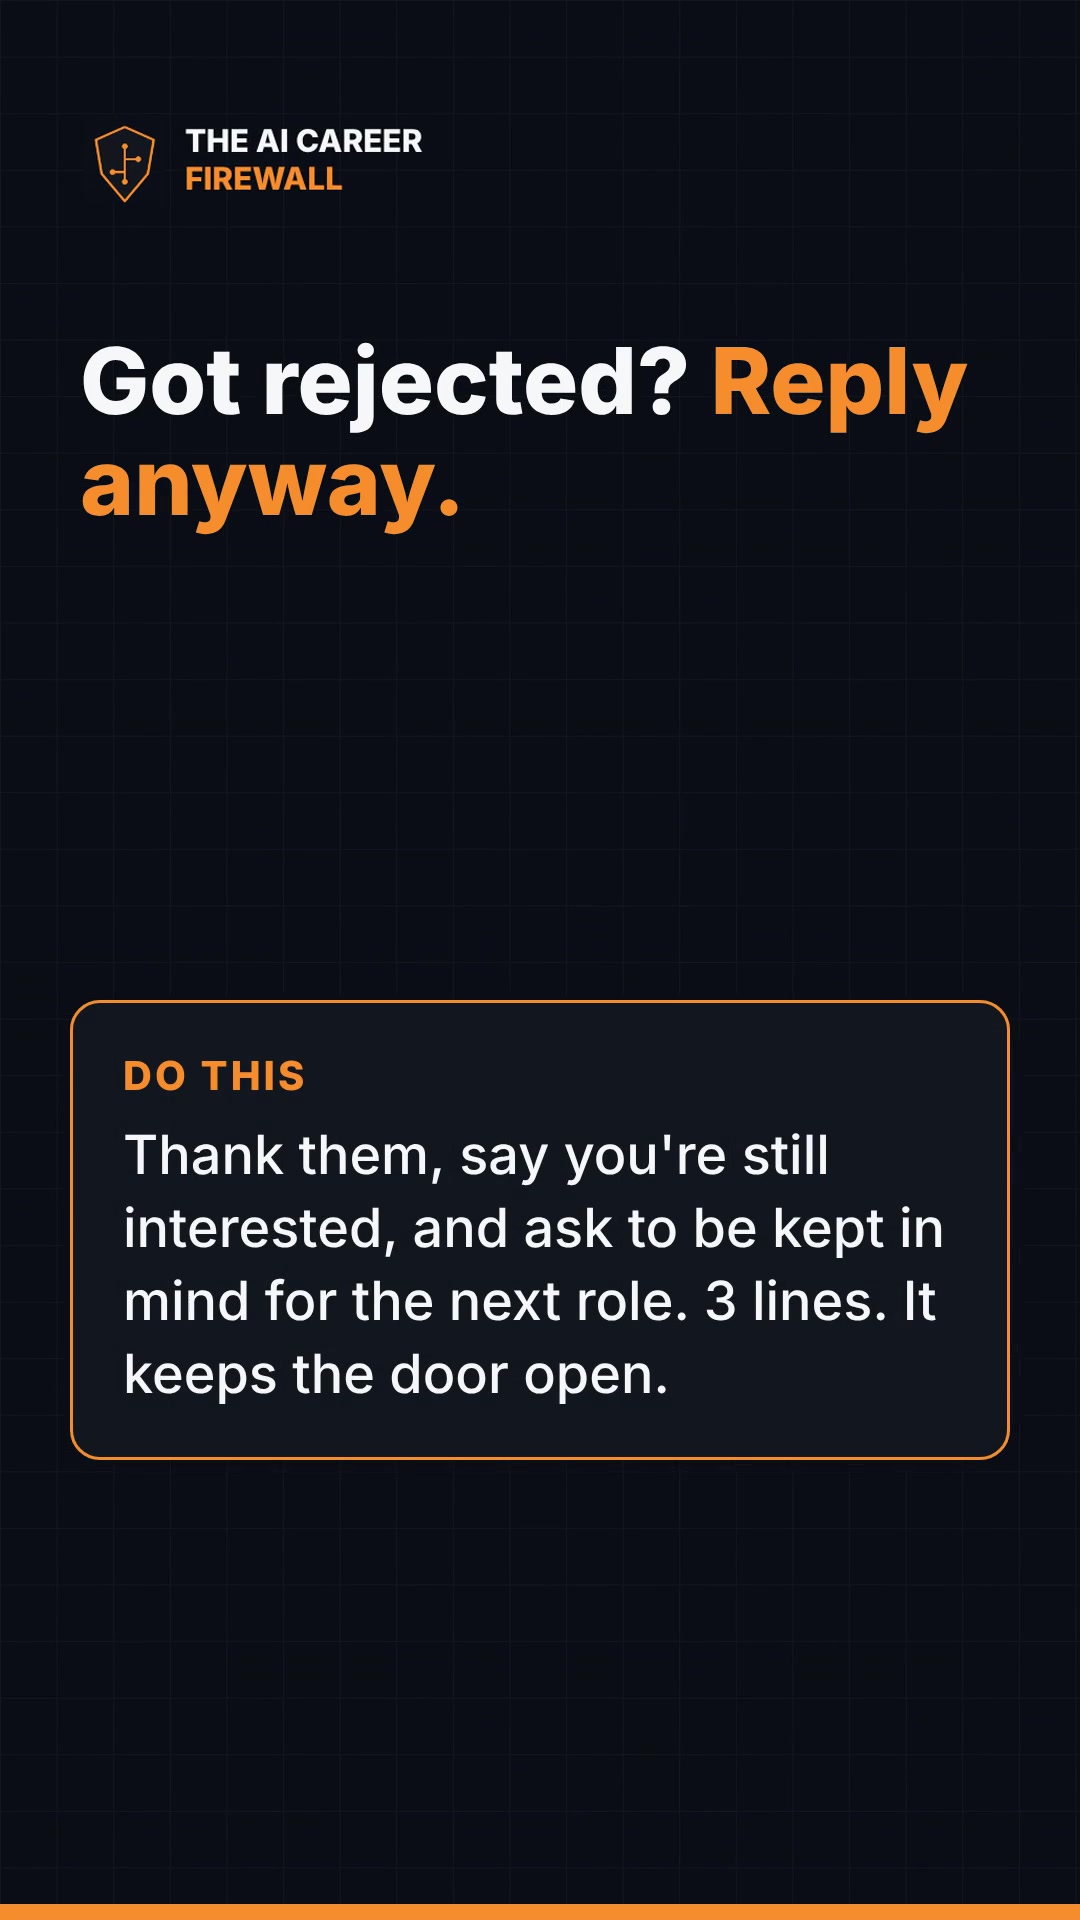 THE AI CAREER
FIREWALL
Got rejected? Reply
anyway.
DO THIS
Thank them, say you're still
interested, and ask to be kept in
mind for the next role. 3 lines. It
keeps the door open.